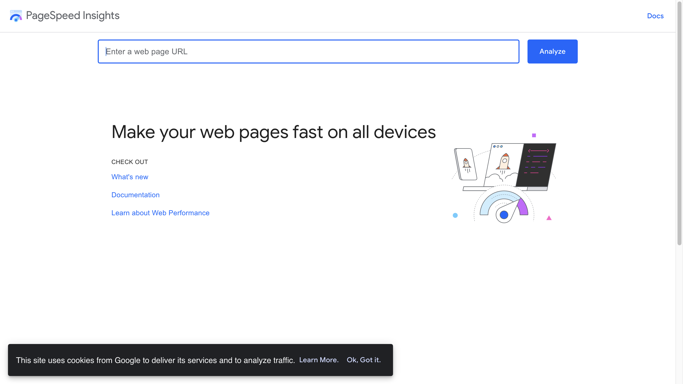 PageSpeed Insights
Docs
Enter a web page URL
Analyze
Make your web pages fast on all devices
CHECK OUT
What's new
Documentation
Learn about Web Performance
This site uses cookies from Google to deliver its services and to analyze traffic. Learn More. Ok, Got it.